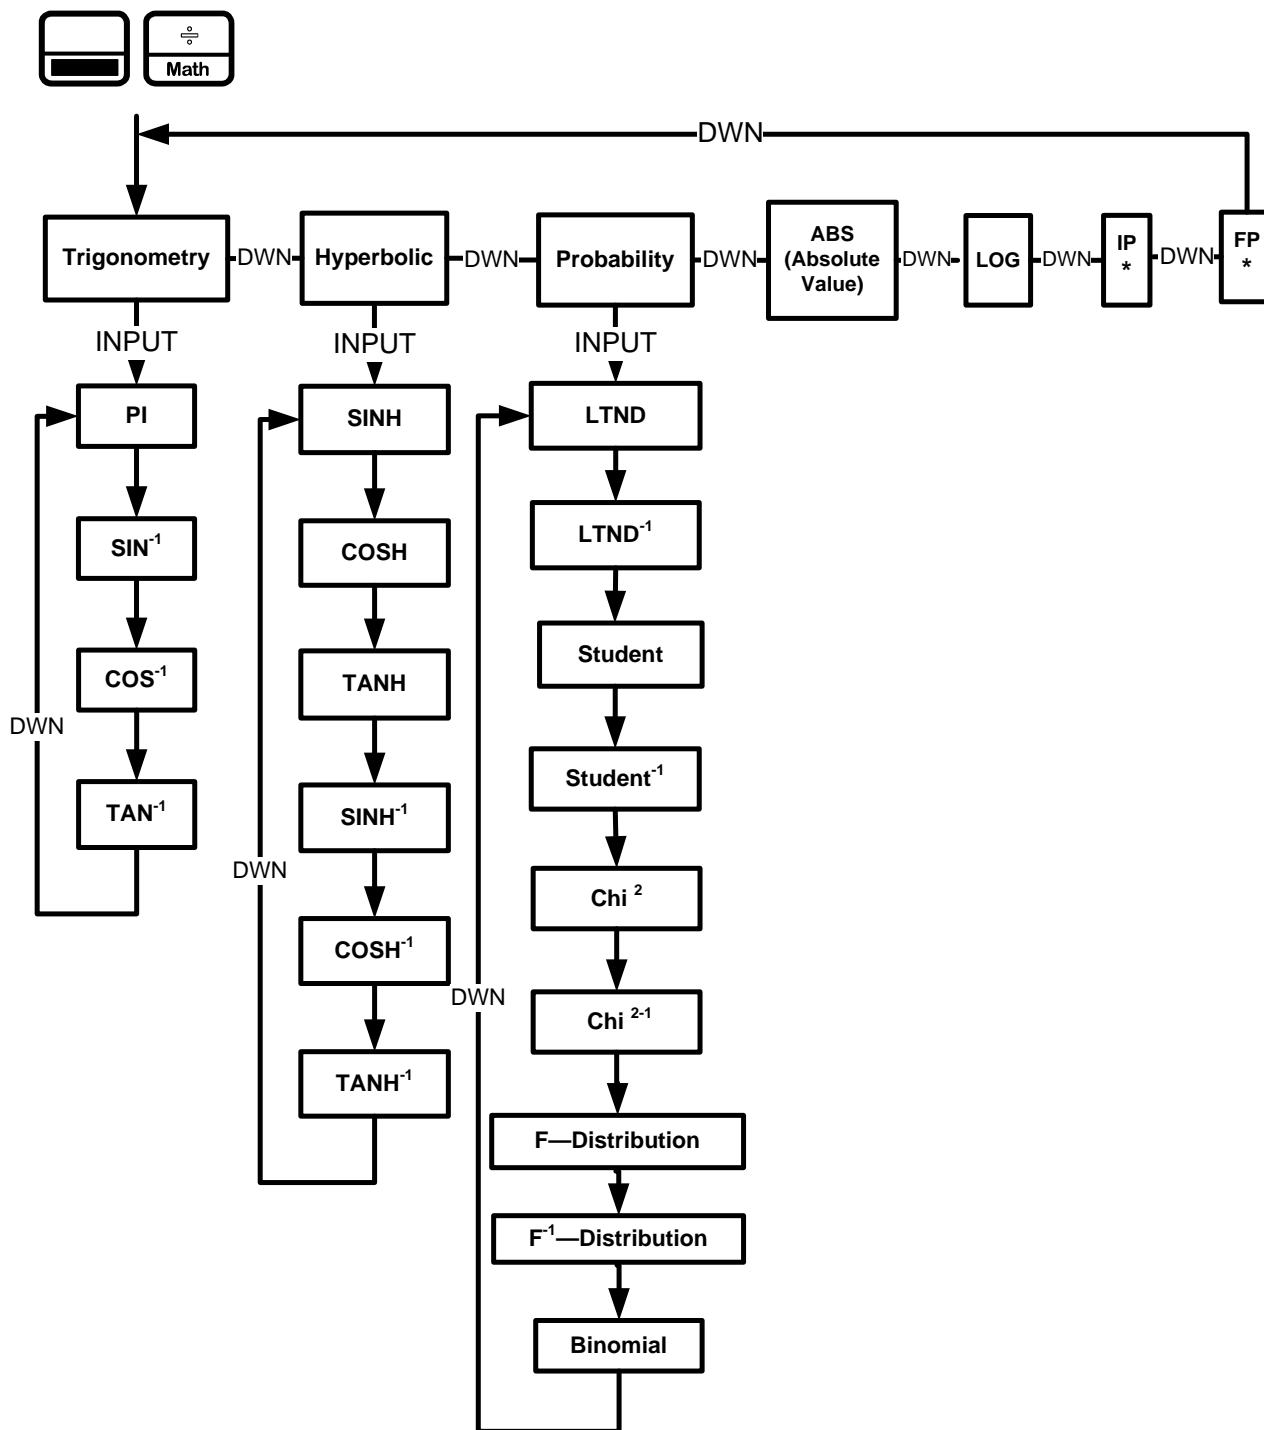 ÷
Math
DWN
Trigonometry DWN Hyperbolic DWN Probability DWN ABS (Absolute Value) DWN LOG DWN IP * DWN FP *
INPUT INPUT INPUT
PI
SIN⁻¹
COS⁻¹
TAN⁻¹
DWN
SINH
COSH
TANH
SINH⁻¹
COSH⁻¹
TANH⁻¹
DWN
LTND
LTND⁻¹
Student
Student⁻¹
Chi ²
Chi ²⁻¹
F—Distribution
F⁻¹—Distribution
Binomial
DWN